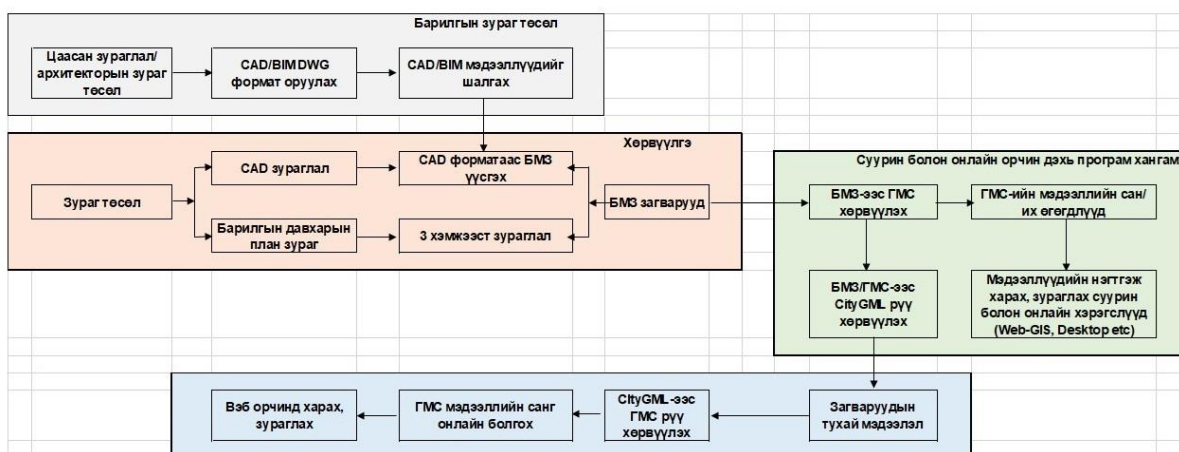 Барилгын зураг төсөл
Цаасан зураглал/
архитекторын зураг
төсөл
CAD/BIM DWG
формат оруулах
CAD/BIM мэдээллүүдийг
шалгах
Хөрвүүлгэ
Зураг төсөл
CAD зураглал
CAD форматаас БМЗ
үүсгэх
Барилгын давхарын
план зураг
3 хэмжээст зураглал
БМЗ загварууд
Суурин болон онлайн орчин дэхь програм хангам
БМЗ-ээс ГМС
хөрвүүлэх
ГМС-ийн мэдээллийн сан/
их өгөгдлүүд
БМЗ/ГМС-ээс
CityGML рүү
хөрвүүлэх
Мэдээллүүдийн нэгтгэж
харах, зураглах суурин
болон онлайн хэрэгслүүд
(Web-GIS, Desktop etc)
Вэб орчинд харах,
зураглах
ГМС мэдээллийн санг
онлайн болгох
CItyGML-ээс
ГМС рүү
хөрвүүлэх
Загваруудын
тухай мэдээлэл